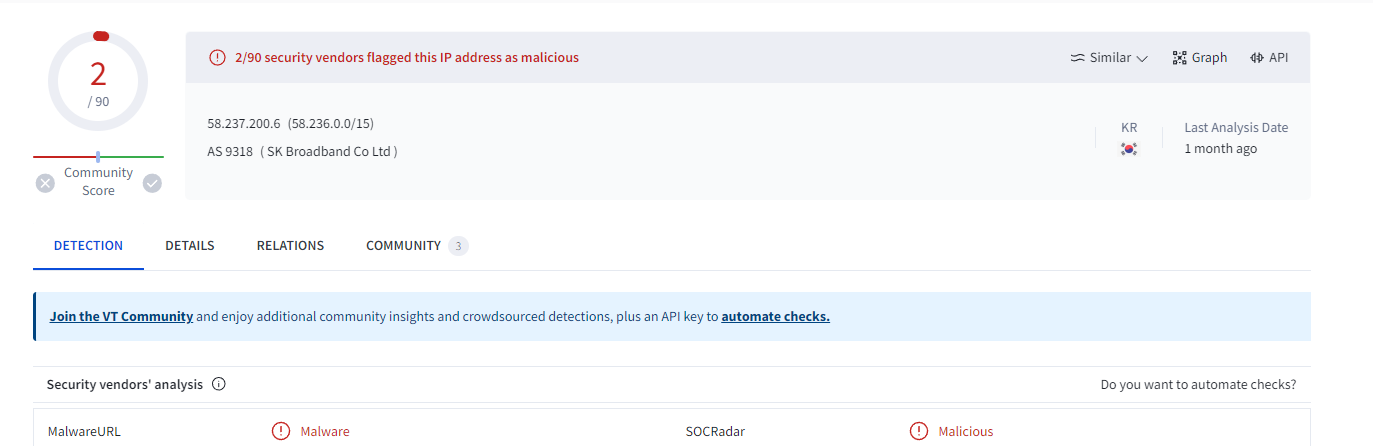 2
/ 90
Community
Score
2/90 security vendors flagged this IP address as malicious
Similar
Graph
API
58.237.200.6 (58.236.0.0/15)
AS 9318 ( SK Broadband Co Ltd )
KR
Last Analysis Date
1 month ago
DETECTION
DETAILS
RELATIONS
COMMUNITY 3
Join the VT Community and enjoy additional community insights and crowdsourced detections, plus an API key to automate checks.
Security vendors' analysis
Do you want to automate checks?
MalwareURL
Malware
SOCRadar
Malicious